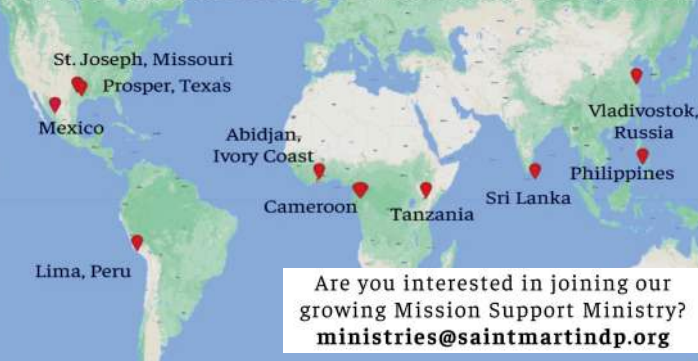 St. Joseph, Missouri
Prosper, Texas
Mexico
Abidjan,
Ivory Coast
Cameroon
Tanzania
Sri Lanka
Vladivostok,
Russia
Philippines
Lima, Peru
Are you interested in joining our
growing Mission Support Ministry?
ministries@saintmartindp.org